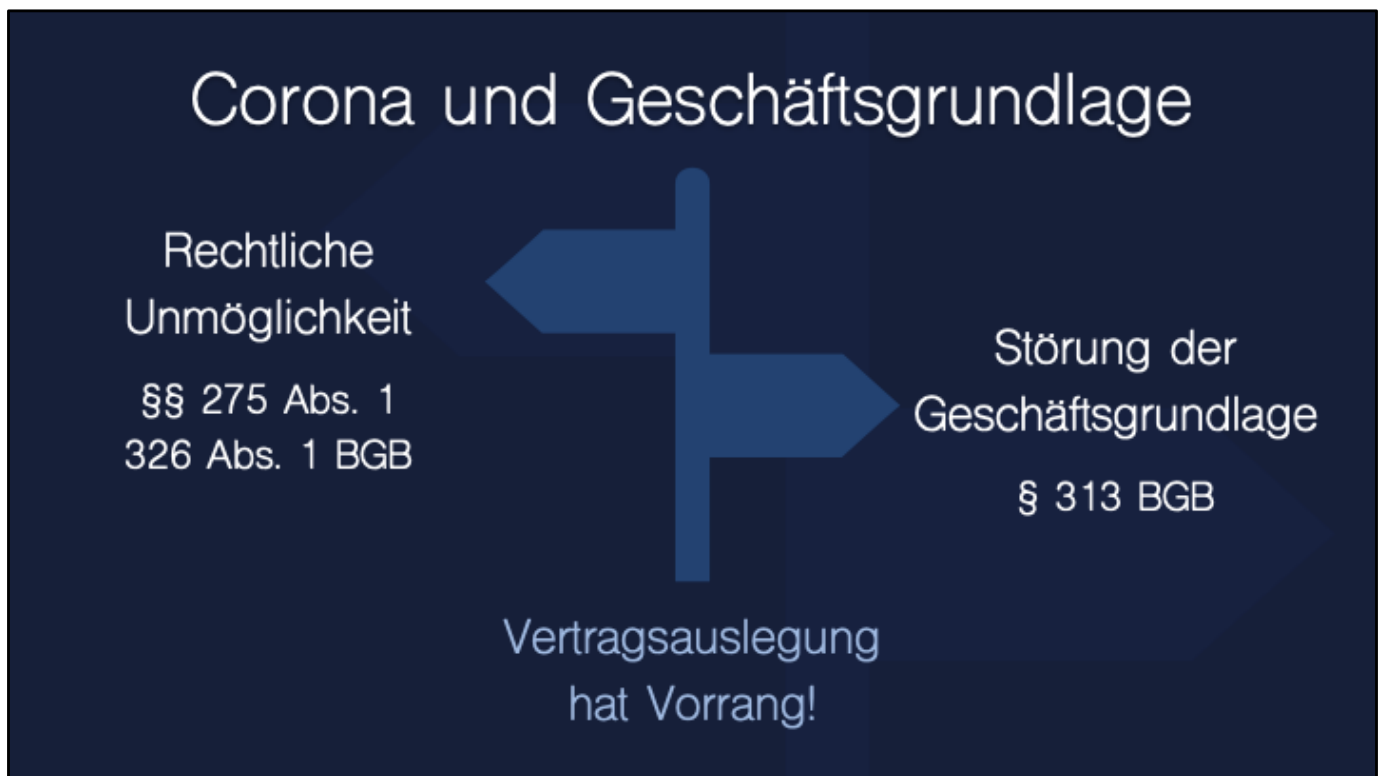 Corona und Geschäftsgrundlage
Rechtliche
Unmöglichkeit
§§ 275 Abs. 1
326 Abs. 1 BGB
Störung der
Geschäftsgrundlage
§ 313 BGB
Vertragsauslegung
hat Vorrang!